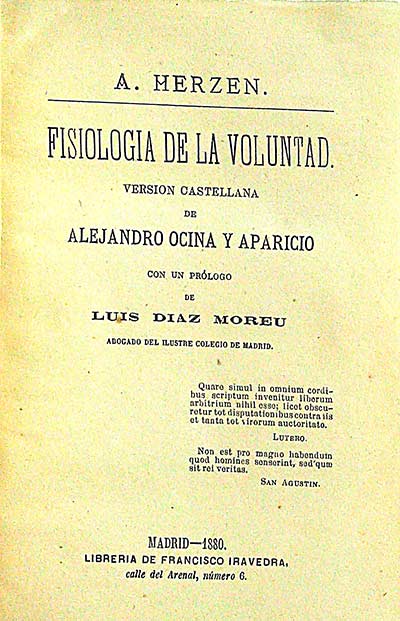 A. HERZEN.
FISIOLOGIA DE LA VOLUNTAD.
VERSION CASTELLANA
DE
ALEJANDRO OCINA Y APARICIO
CON UN PRÓLOGO
DE
LUIS DIAZ MOREU
ABOGADO DEL ILUSTRE COLEGIO DE MADRID.
Quare simul in omnium cordi-
bus scriptum invenitur liberum
arbitrium nihil esse; licet obscu-
retur tot disputationibus contra iis
et tanta tot virorum auctoritato.
LUTERO.
Non est pro magno habendum
quod homines senserint, sed quæ
sit rei veritas.
SAN AGUSTIN.
MADRID—1880.
LIBRERIA DE FRANCISCO IRAVEDRA,
calle del Arenal, número 6.